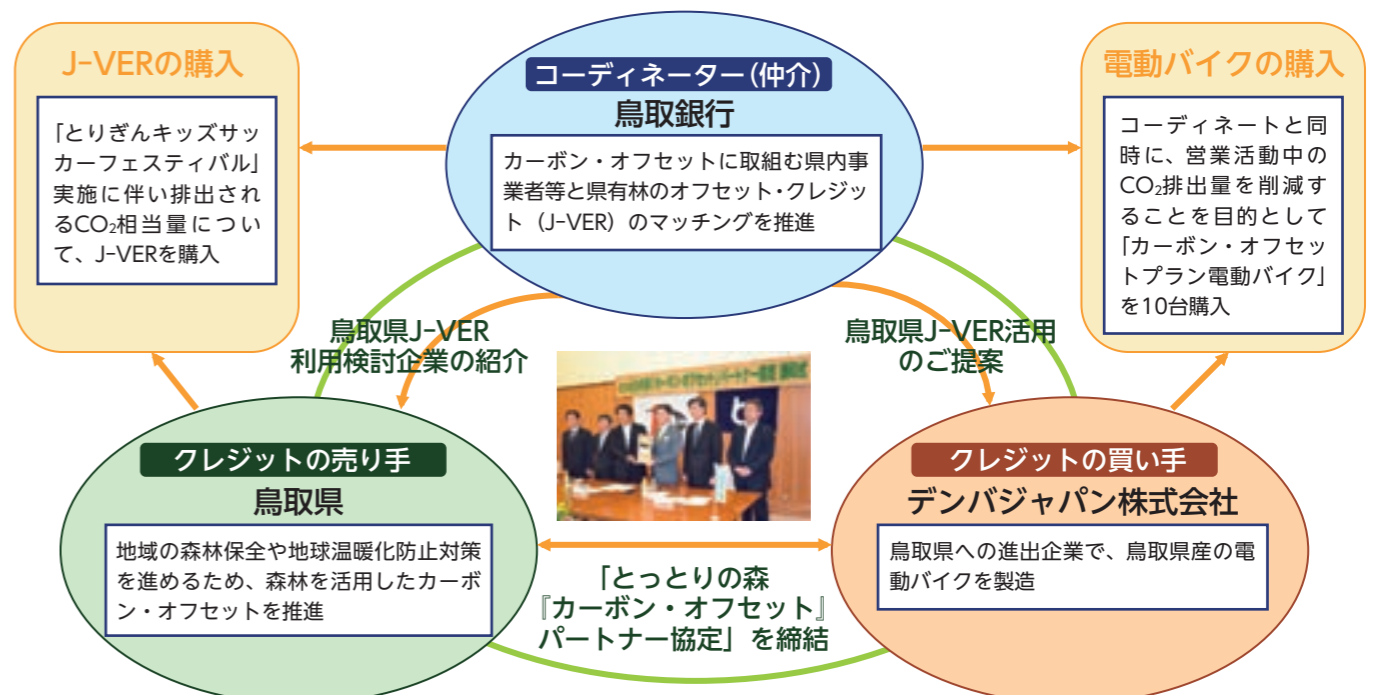 J-VERの購入
「とりぎんキッズサッ
カーフェスティバル」
実施に伴い排出され
るCO₂相当量につい
て、J-VERを購入
コーディネーター（仲介）
鳥取銀行
カーボン・オフセットに取組む県内事
業者等と県有林のオフセット・クレジッ
ト（J-VER）のマッチングを推進
電動バイクの購入
コーディネートと同
時に、営業活動中の
CO₂排出量を削減す
ることを目的として
「カーボン・オフセッ
トプラン電動バイク」
を10台購入
鳥取県J-VER
利用検討企業の紹介
鳥取県J-VER活用
のご提案
クレジットの売り手
鳥取県
地域の森林保全や地球温暖化防止対策
を進めるため、森林を活用したカーボ
ン・オフセットを推進
クレジットの買い手
デンバジャパン株式会社
鳥取県への進出企業で、鳥取県産の電
動バイクを製造
「とっとりの森
『カーボン・オフセット』
パートナー協定」を締結